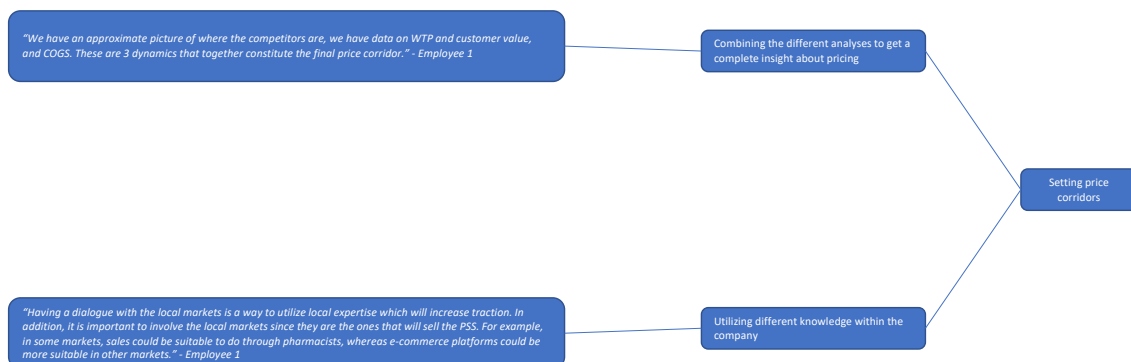 “We have an approximate picture of where the competitors are, we have data on WTP and customer value,
and COGS. These are 3 dynamics that together constitute the final price corridor.” - Employee 1
Combining the different analyses to get a
complete insight about pricing
Setting price
corridors
“Having a dialogue with the local markets is a way to utilize local expertise which will increase traction. In
addition, it is important to involve the local markets since they are the ones that will sell the PSS. For example,
in some markets, sales could be suitable to do through pharmacists, whereas e-commerce platforms could be
more suitable in other markets.” - Employee 1
Utilizing different knowledge within the
company